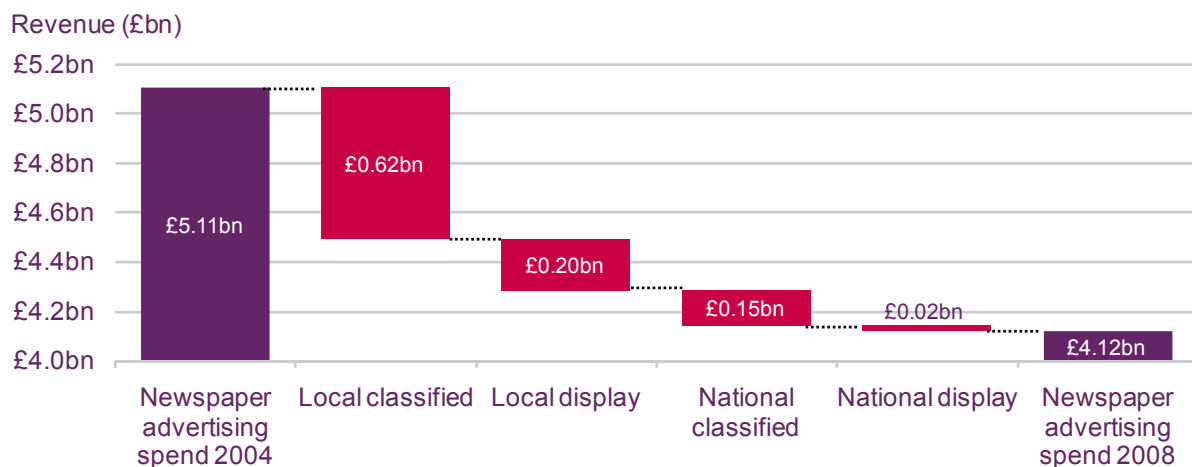 Revenue (£bn)
£5.2bn
£5.0bn
£4.8bn
£4.6bn
£4.4bn
£4.2bn
£4.0bn
£5.11bn
£0.62bn
£0.20bn
£0.15bn
£0.02bn
£4.12bn
Newspaper
advertising
spend 2004
Local classified
Local display
National
classified
National display
Newspaper
advertising
spend 2008